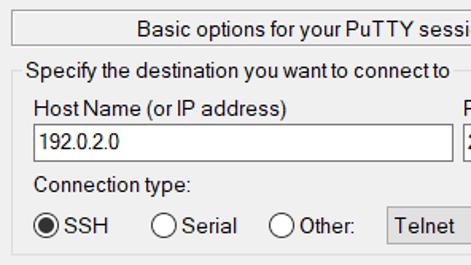 Basic options for your PuTTY
Specify the destination you want to connect to
Host Name (or IP address)
192.0.2.0
Connection type:
SSH Serial Other: Telnet